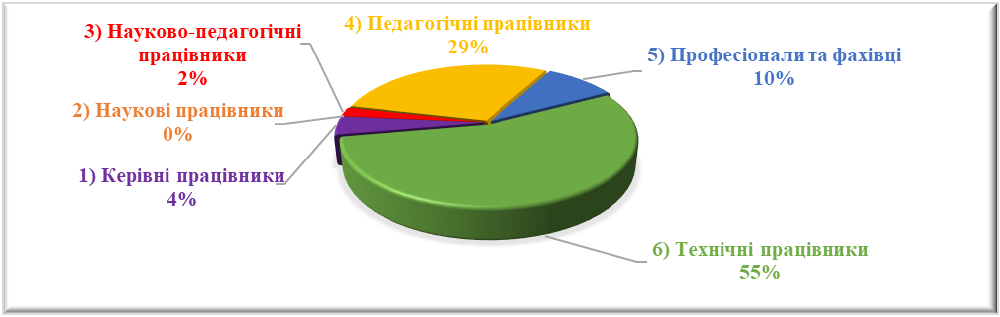 3) Науково-педагогічні
працівники
2%
4) Педагогічні працівники
29%
5) Професіонали та фахівці
10%
2) Наукові працівники
0%
1) Керівні працівники
4%
6) Технічні працівники
55%